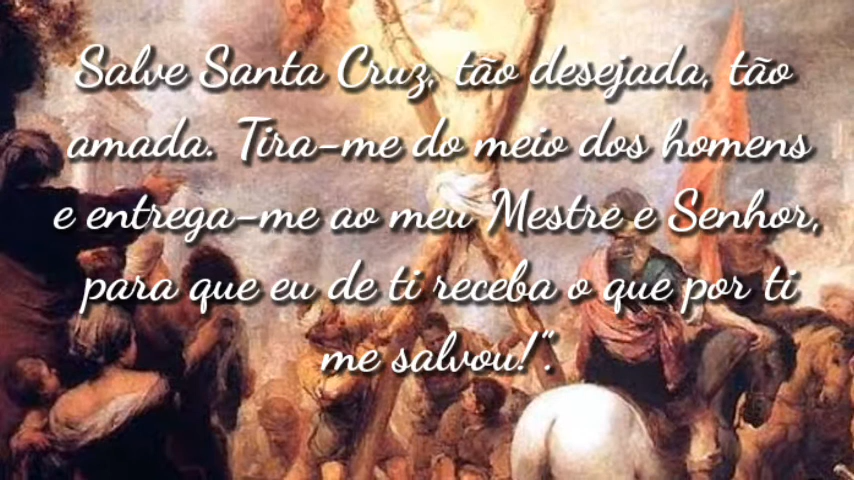 Salve Santa Cruz, tão desejada, tão
amada. Tira-me do meio dos homens
e entrega-me ao meu Mestre e Senhor,
para que eu de ti receba o que por ti
me salvou!”.